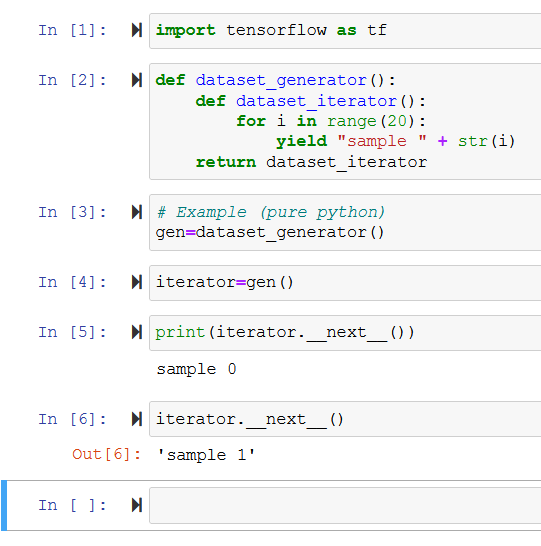 In [1]: import tensorflow as tf
In [2]: def dataset_generator():
    def dataset_iterator():
        for i in range(20):
            yield "sample " + str(i)
    return dataset_iterator
In [3]: # Example (pure python)
gen=dataset_generator()
In [4]: iterator=gen()
In [5]: print(iterator.__next__())
sample 0
In [6]: iterator.__next__()
Out[6]: 'sample 1'
In [ ]: